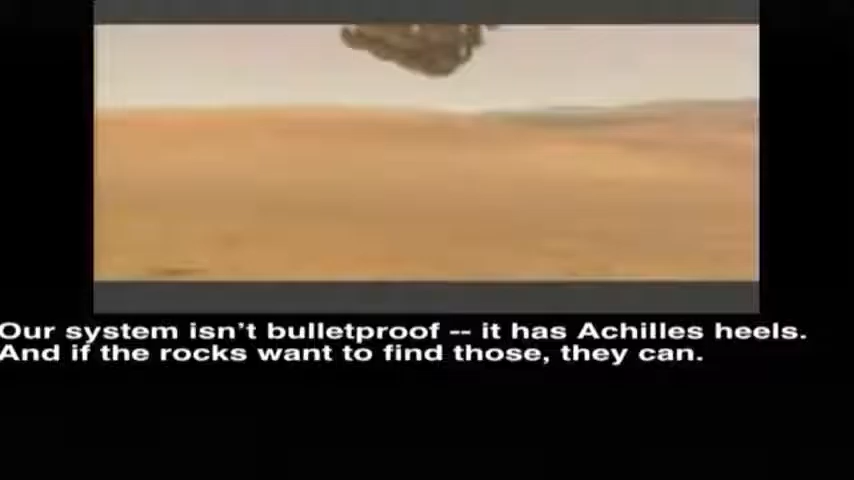 Our system isn't bulletproof -- it has Achilles heels.
And if the rocks want to find those, they can.